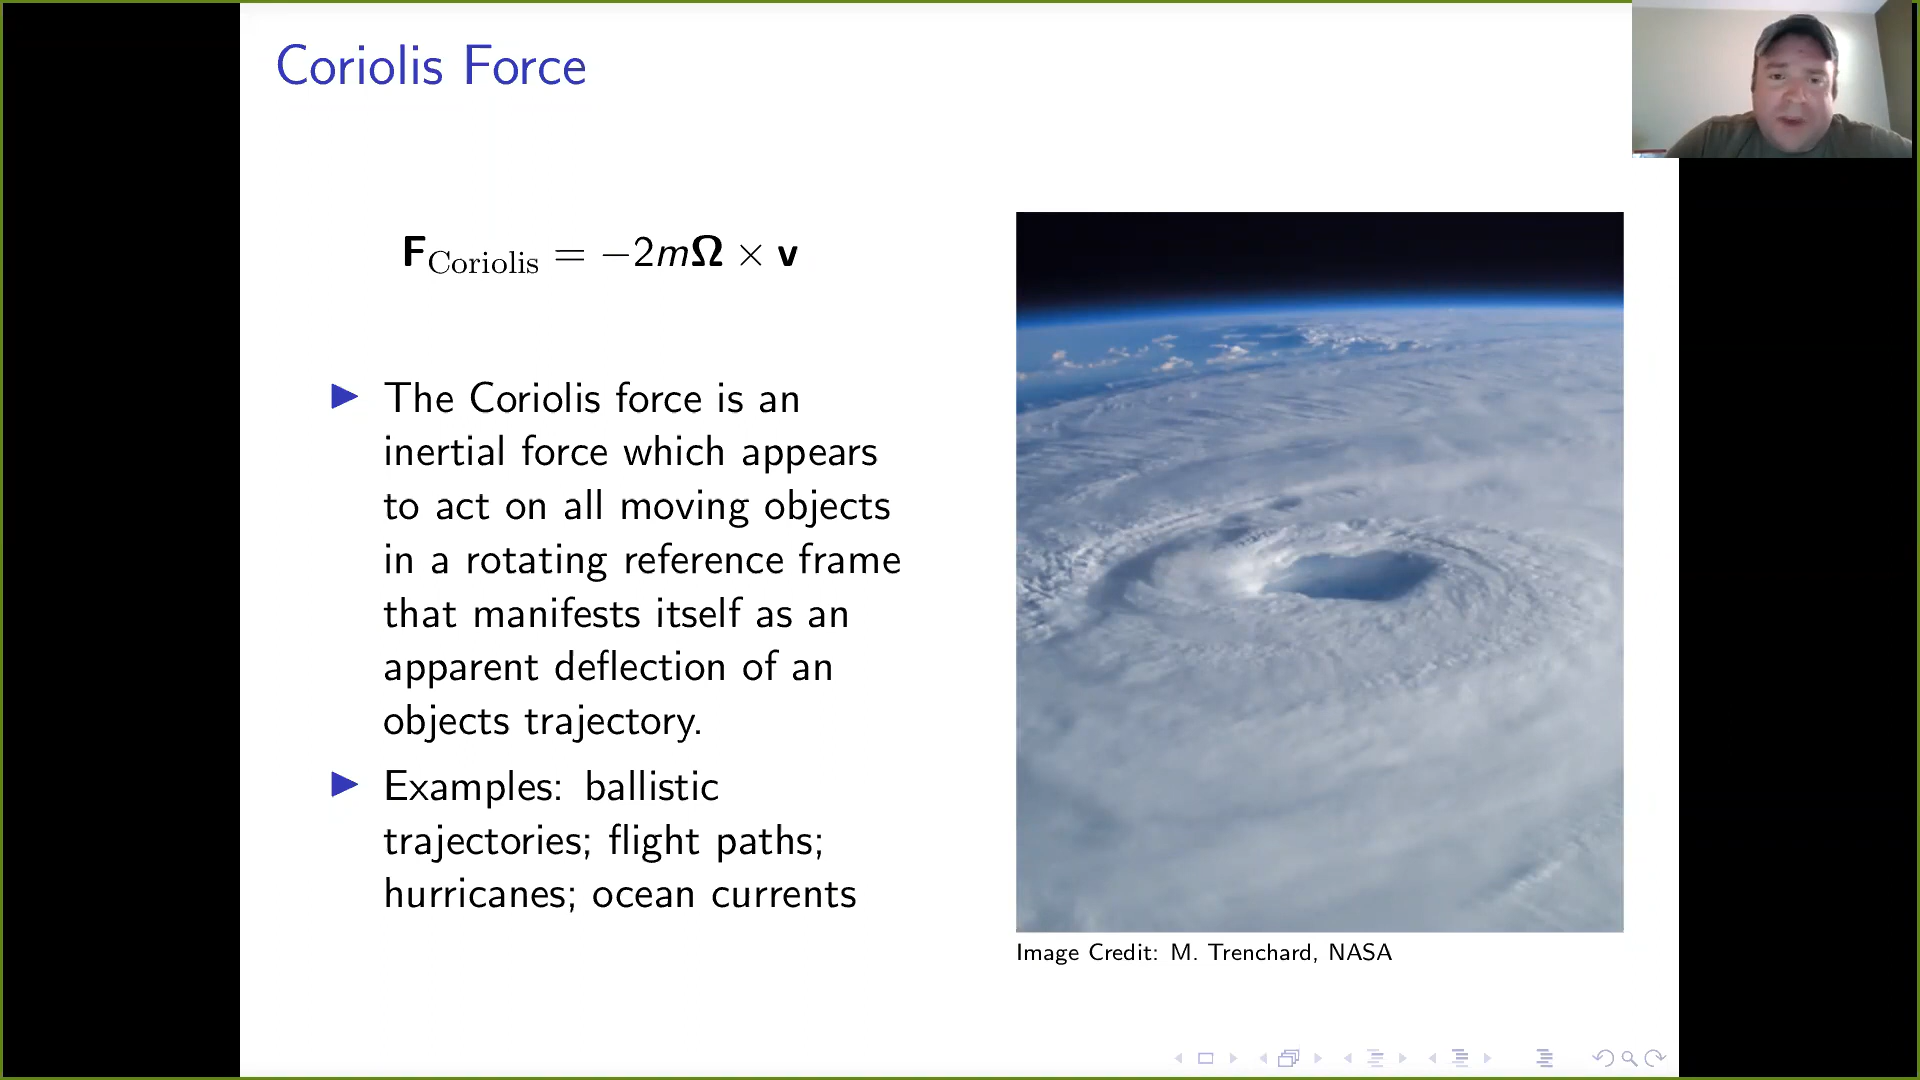 Coriolis Force
F_Coriolis = −2mΩ × v
The Coriolis force is an
inertial force which appears
to act on all moving objects
in a rotating reference frame
that manifests itself as an
apparent deflection of an
objects trajectory.
Examples: ballistic
trajectories; flight paths;
hurricanes; ocean currents
Image Credit: M. Trenchard, NASA